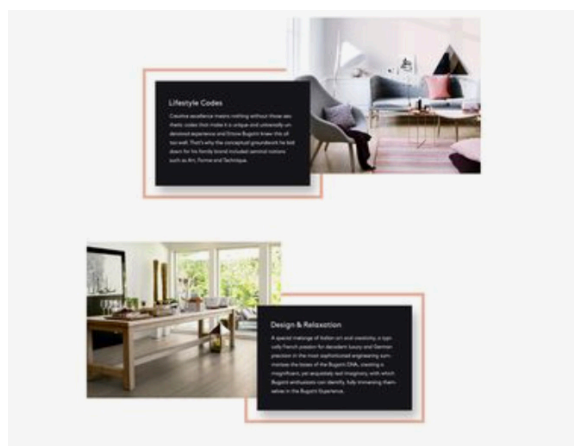 Lifestyle Codes
Creative excellence means nothing without those aes-
thetic codes that make it a unique and universally un-
derstood experience and Ettore Bugatti knew this all
too well. That's why the conceptual groundwork he laid
down for his family brand included seminal notions
such as Art, Forme and Technique.
Design & Relaxation
A special melange of Italian art and creativity, a typi-
cally French passion for decadent luxury and German
precision in the most sophisticated engineering sum-
marizes the bases of the Bugatti DNA, creating a
magnificent, yet exquisitely real imaginary, with which
Bugatti enthusiasts can identify, fully immersing them-
selves in the Bugatti Experience.